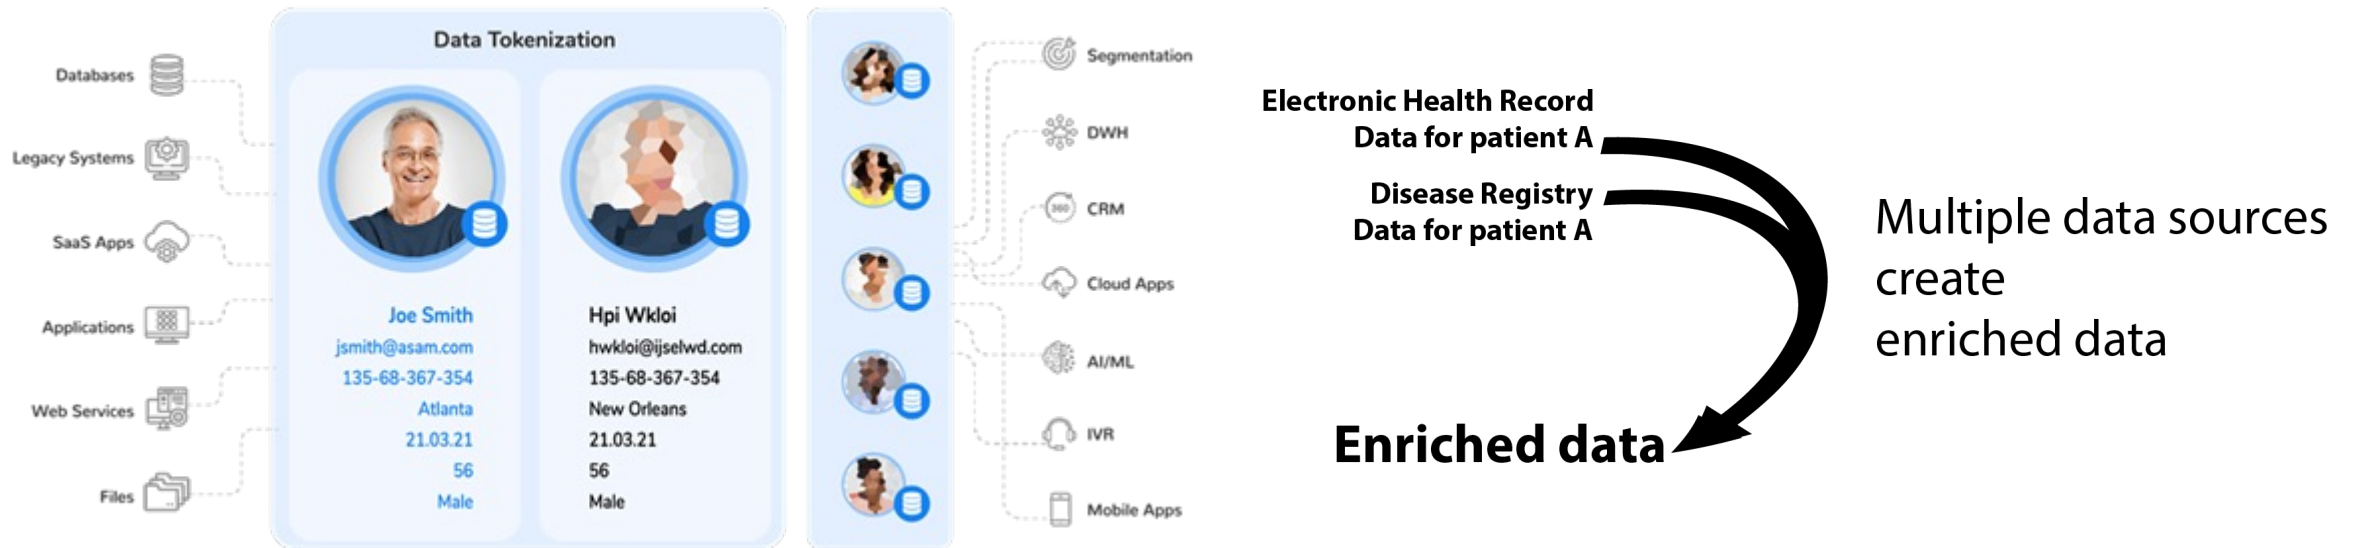 Databases
Legacy Systems
SaaS Apps
Applications
Web Services
Files
Data Tokenization
Joe Smith
jsmith@asam.com
135-68-367-354
Atlanta
21.03.21
56
Male
Hpi Wkloi
hwkloi@ijselwd.com
135-68-367-354
New Orleans
21.03.21
56
Male
Segmentation
DWH
360
CRM
Cloud Apps
AI/ML
IVR
Mobile Apps
Electronic Health Record
Data for patient A
Disease Registry
Data for patient A
Enriched data
Multiple data sources
create
enriched data